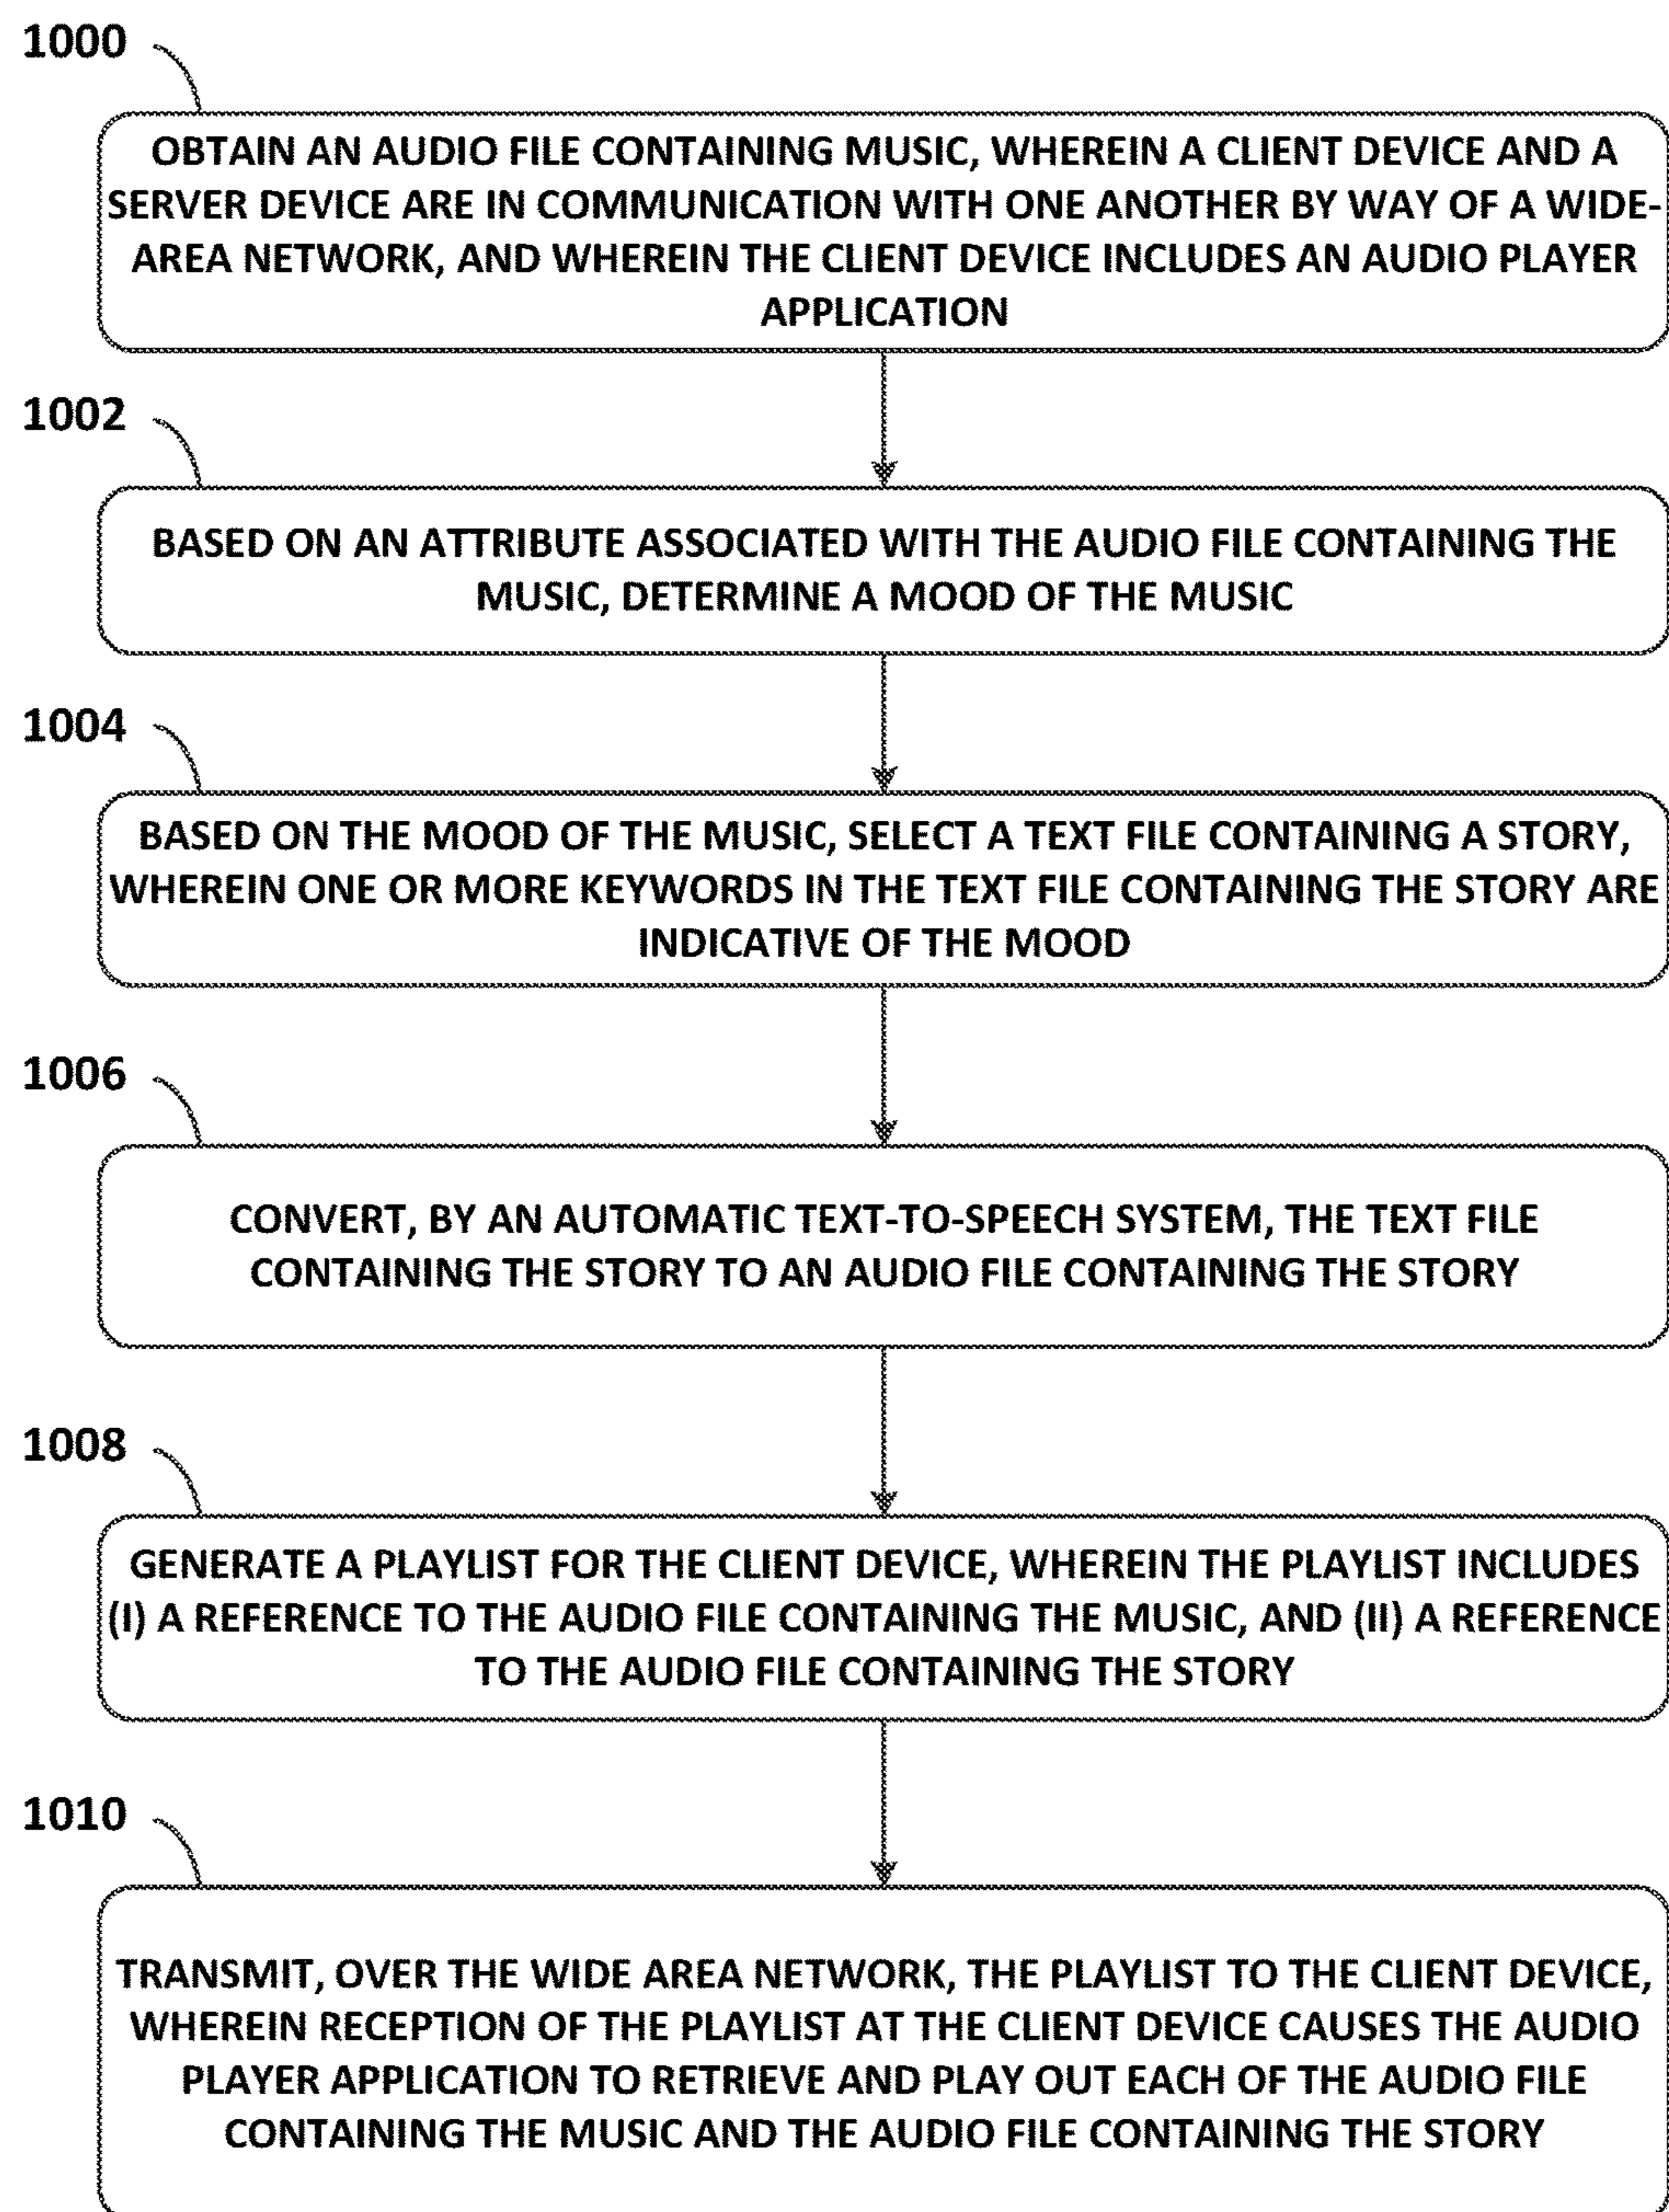 1000
OBTAIN AN AUDIO FILE CONTAINING MUSIC, WHEREIN A CLIENT DEVICE AND A
SERVER DEVICE ARE IN COMMUNICATION WITH ONE ANOTHER BY WAY OF A WIDE-
AREA NETWORK, AND WHEREIN THE CLIENT DEVICE INCLUDES AN AUDIO PLAYER
APPLICATION
1002
BASED ON AN ATTRIBUTE ASSOCIATED WITH THE AUDIO FILE CONTAINING THE
MUSIC, DETERMINE A MOOD OF THE MUSIC
1004
BASED ON THE MOOD OF THE MUSIC, SELECT A TEXT FILE CONTAINING A STORY,
WHEREIN ONE OR MORE KEYWORDS IN THE TEXT FILE CONTAINING THE STORY ARE
INDICATIVE OF THE MOOD
1006
CONVERT, BY AN AUTOMATIC TEXT-TO-SPEECH SYSTEM, THE TEXT FILE
CONTAINING THE STORY TO AN AUDIO FILE CONTAINING THE STORY
1008
GENERATE A PLAYLIST FOR THE CLIENT DEVICE, WHEREIN THE PLAYLIST INCLUDES
(I) A REFERENCE TO THE AUDIO FILE CONTAINING THE MUSIC, AND (II) A REFERENCE
TO THE AUDIO FILE CONTAINING THE STORY
1010
TRANSMIT, OVER THE WIDE AREA NETWORK, THE PLAYLIST TO THE CLIENT DEVICE,
WHEREIN RECEPTION OF THE PLAYLIST AT THE CLIENT DEVICE CAUSES THE AUDIO
PLAYER APPLICATION TO RETRIEVE AND PLAY OUT EACH OF THE AUDIO FILE
CONTAINING THE MUSIC AND THE AUDIO FILE CONTAINING THE STORY